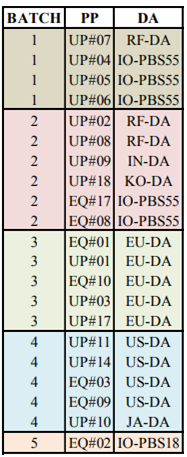 BATCH PP DA
1 UP#07 RF-DA
1 UP#04 IO-PBS55
1 UP#05 IO-PBS55
1 UP#06 IO-PBS55
2 UP#02 RF-DA
2 UP#08 RF-DA
2 UP#09 IN-DA
2 UP#18 KO-DA
2 EQ#17 IO-PBS55
2 EQ#08 IO-PBS55
3 EQ#01 EU-DA
3 UP#01 EU-DA
3 EQ#10 EU-DA
3 UP#03 EU-DA
3 UP#17 EU-DA
4 UP#11 US-DA
4 UP#14 US-DA
4 EQ#03 US-DA
4 EQ#09 US-DA
4 UP#10 JA-DA
5 EQ#02 IO-PBS18